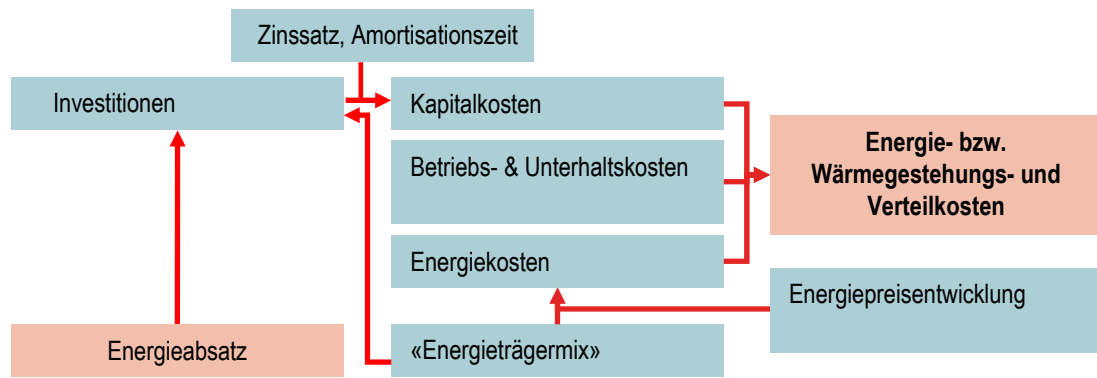 Zinssatz, Amortisationszeit
Investitionen
Kapitalkosten
Betriebs- & Unterhaltskosten
Energie- bzw.
Wärmegestehungs- und
Verteilkosten
Energiekosten
Energiepreisentwicklung
Energieabsatz
«Energieträgermix»